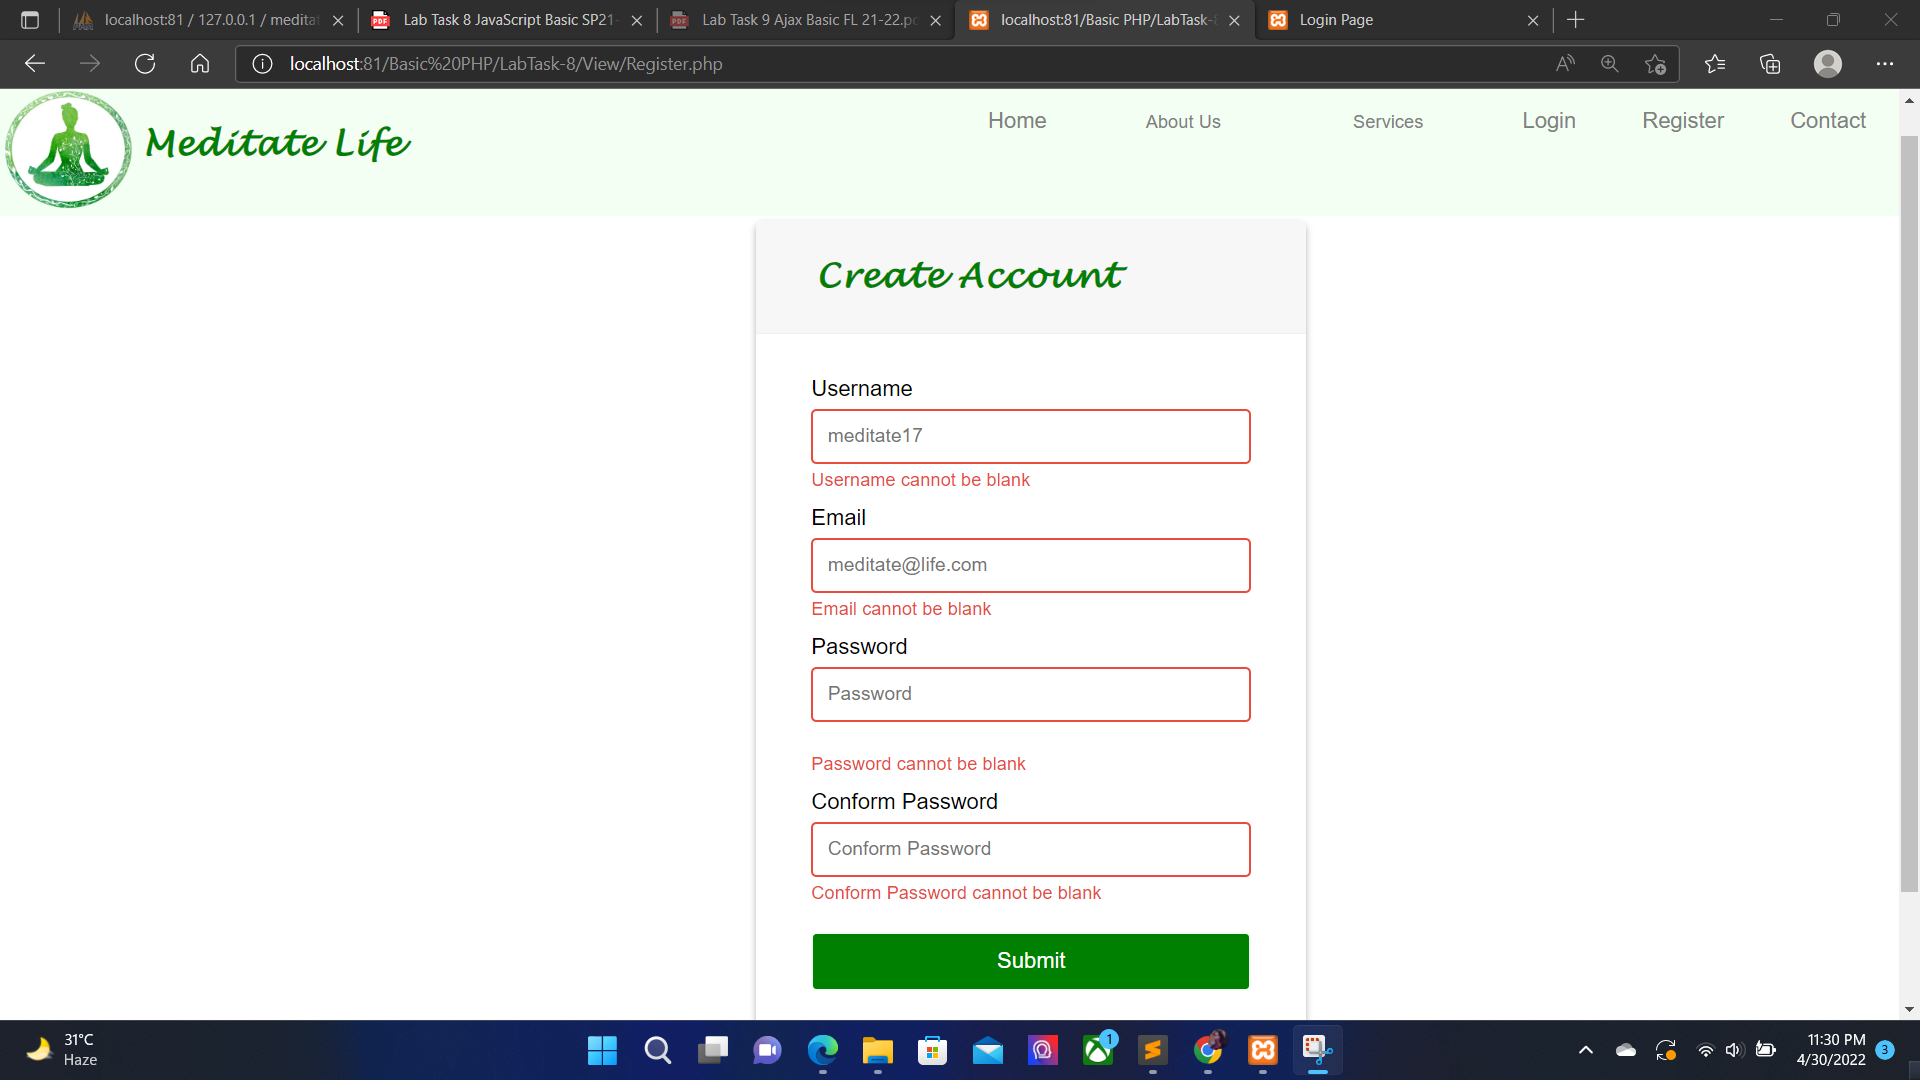 localhost:81 / 127.0.0.1 / meditat
Lab Task 8 JavaScript Basic SP21-
Lab Task 9 Ajax Basic FL 21-22.pd
localhost:81/Basic PHP/LabTask-8
Login Page
localhost:81/Basic%20PHP/LabTask-8/View/Register.php
Meditate Life
Home
About Us
Services
Login
Register
Contact
Create Account
Username
meditate17
Username cannot be blank
Email
meditate@life.com
Email cannot be blank
Password
Password
Password cannot be blank
Conform Password
Conform Password
Conform Password cannot be blank
Submit
31°C
Haze
1
11:30 PM
4/30/2022
3